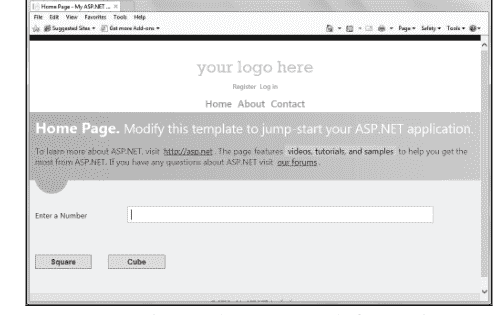 Home Page - My ASP.NET ...
File Edit View Favorites Tools Help
Suggested Sites Get more Add-ons Page Safety Tools
your logo here
Register Log in
Home About Contact
Home Page. Modify this template to jump-start your ASP.NET application.
To learn more about ASP.NET, visit http://asp.net. The page features videos, tutorials, and samples to help you get the
most from ASP.NET. If you have any questions about ASP.NET visit our forums.
Enter a Number
Square Cube